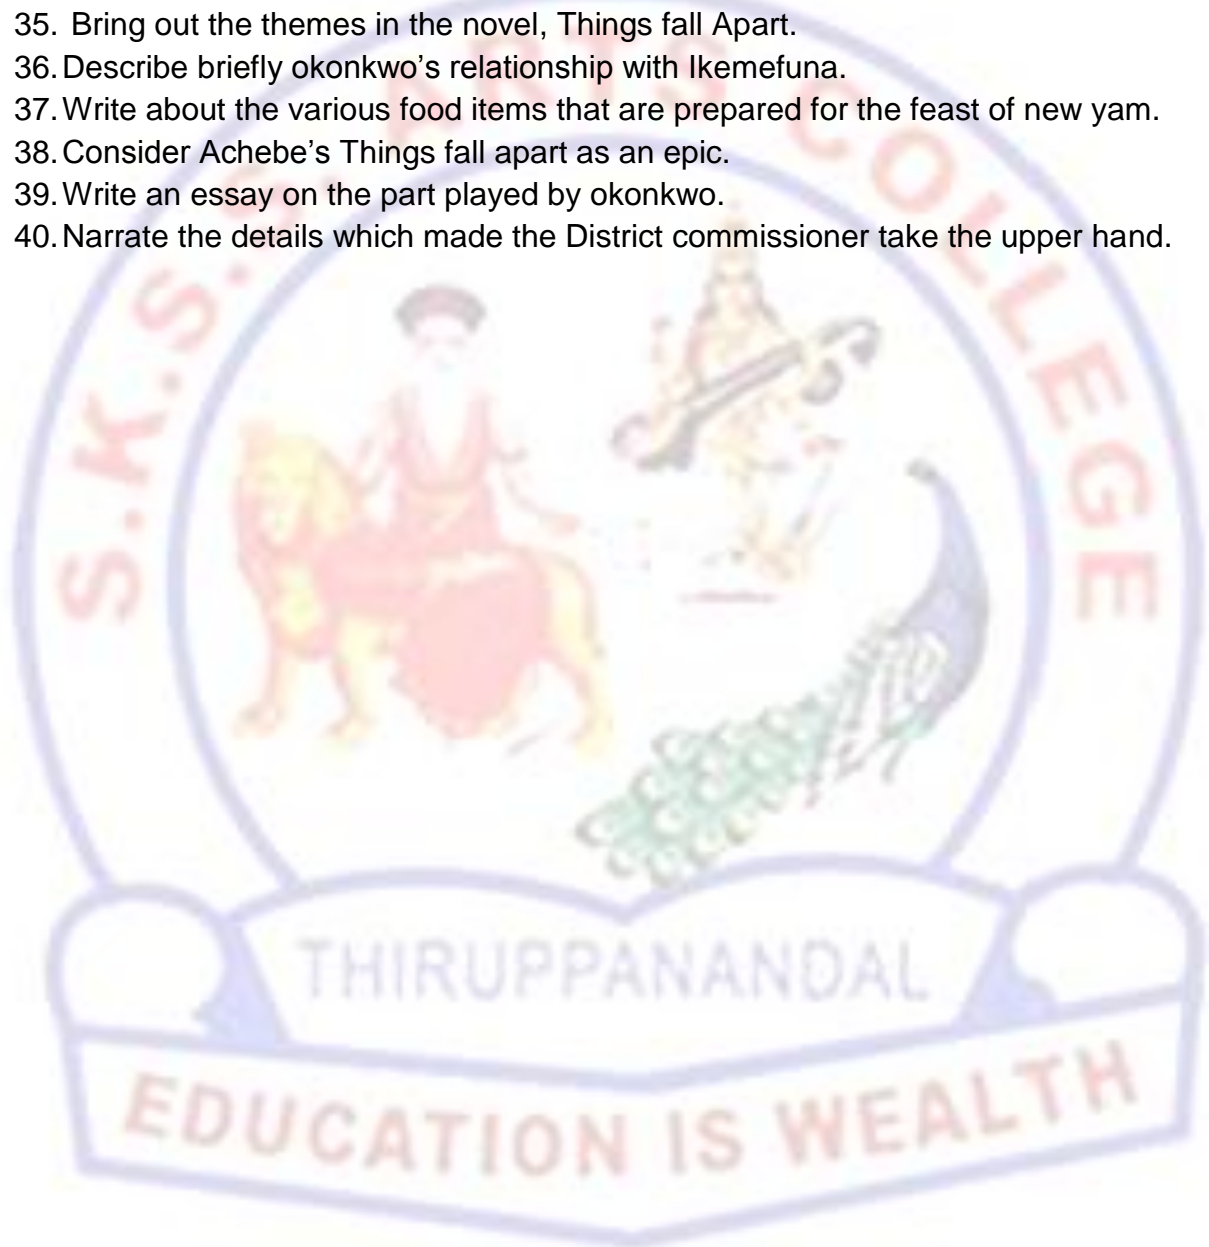 35. Bring out the themes in the novel, Things fall Apart.
36. Describe briefly okonkwo’s relationship with Ikemefuna.
37. Write about the various food items that are prepared for the feast of new yam.
38. Consider Achebe’s Things fall apart as an epic.
39. Write an essay on the part played by okonkwo.
40. Narrate the details which made the District commissioner take the upper hand.
S.K.S.S. ARTS COLLEGE
THIRUPPANANDAL
EDUCATION IS WEALTH